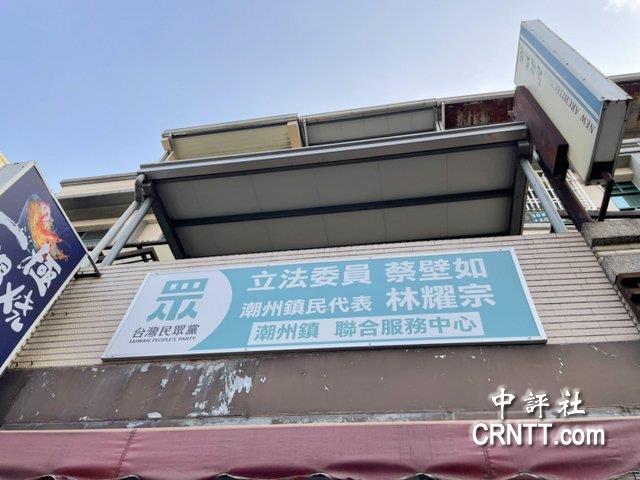 眾
台灣民眾黨
TAIWAN PEOPLE'S PARTY
立法委員 蔡壁如
潮州鎮民代表 林耀宗
潮州鎮 聯合服務中心
NEW ARCHITEC
中評社
CRNTT.com